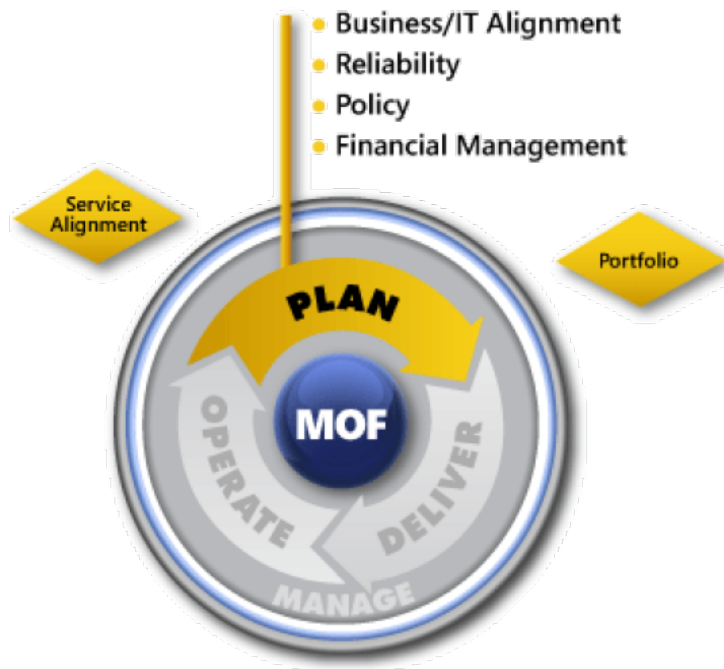 Business/IT Alignment
Reliability
Policy
Financial Management
Service
Alignment
Portfolio
PLAN
MOF
OPERATE
DELIVER
MANAGE